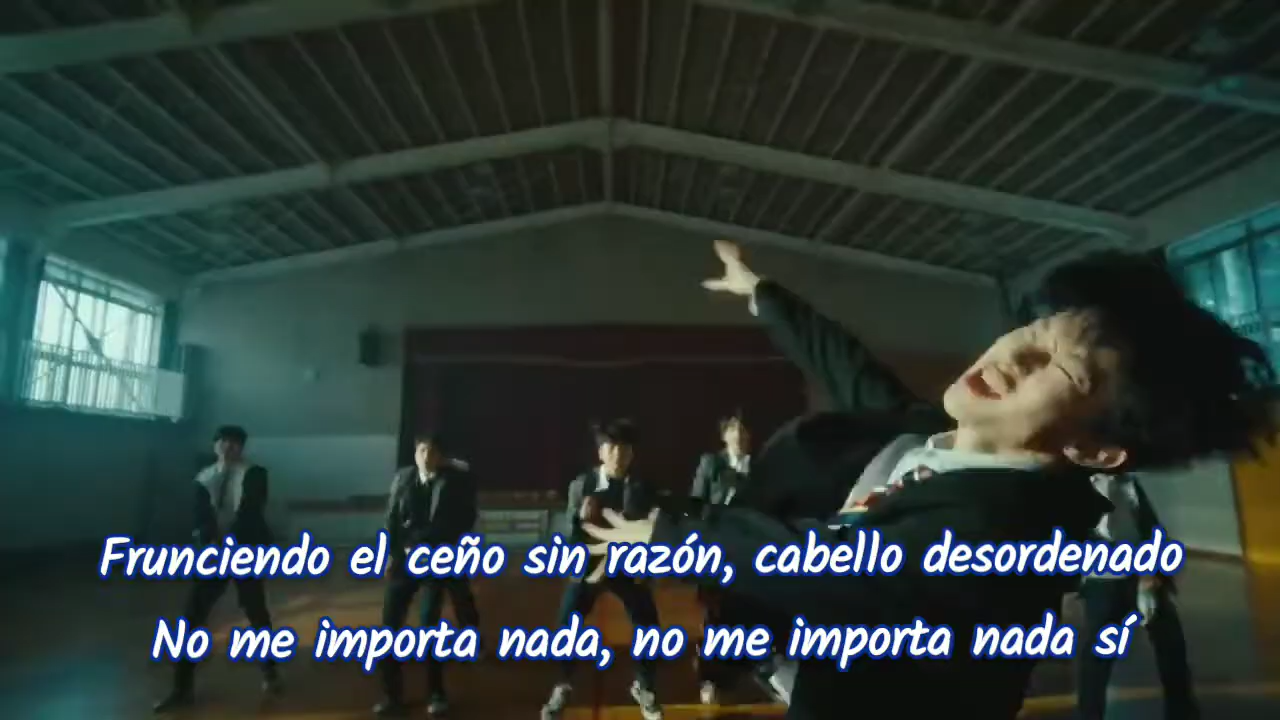 Frunciendo el ceño sin razón, cabello desordenado
No me importa nada, no me importa nada sí